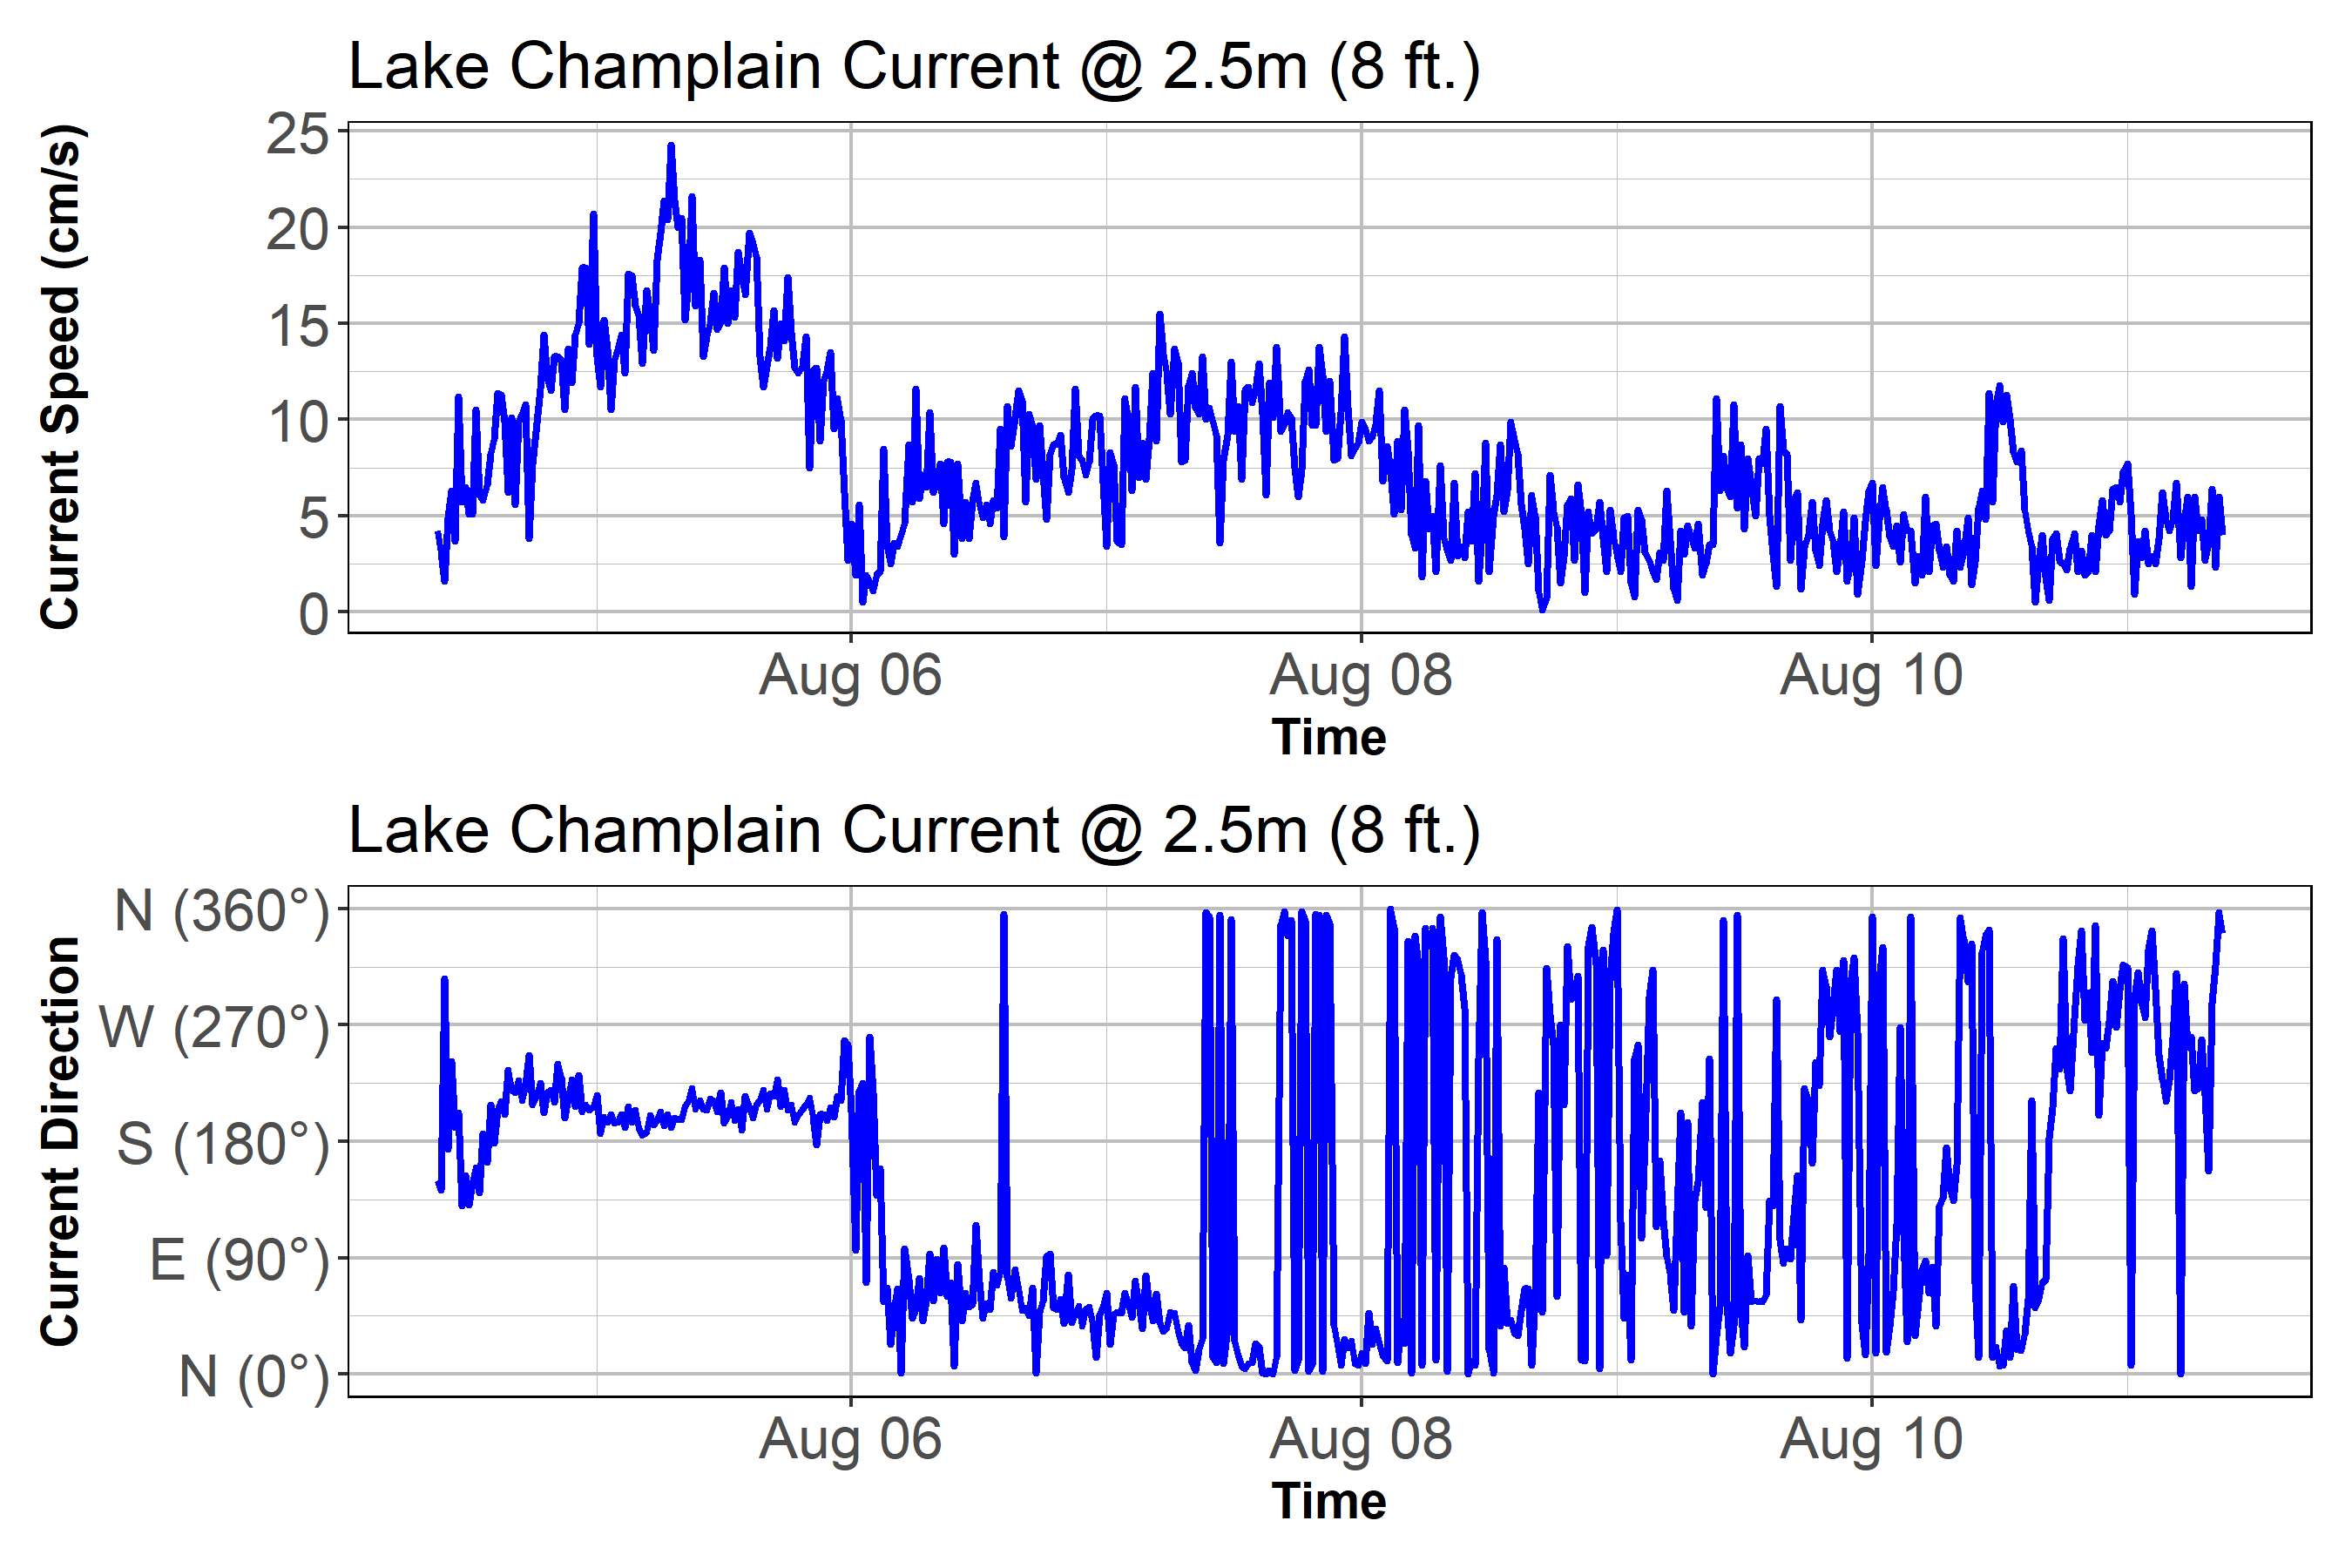 Lake Champlain Current @ 2.5m (8 ft.)
Current Speed (cm/s)
25
20
15
10
5
0
Aug 06 Aug 08 Aug 10
Time
Lake Champlain Current @ 2.5m (8 ft.)
Current Direction
N (360°)
W (270°)
S (180°)
E (90°)
N (0°)
Aug 06 Aug 08 Aug 10
Time